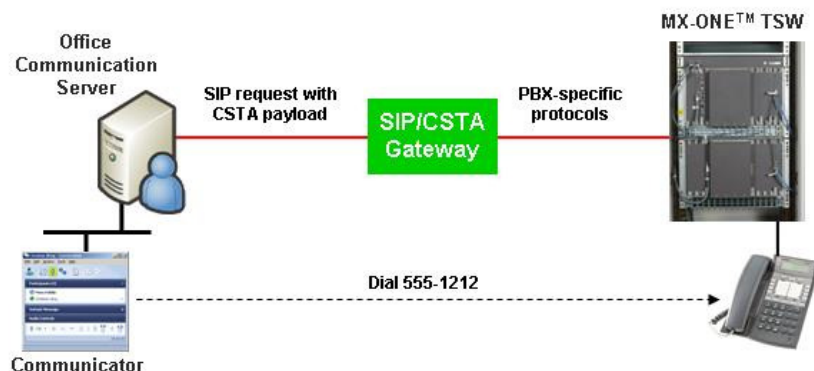 MX-ONE™ TSW
Office
Communication
Server
SIP request with
CSTA payload
SIP/CSTA
Gateway
PBX-specific
protocols
Dial 555-1212
Communicator